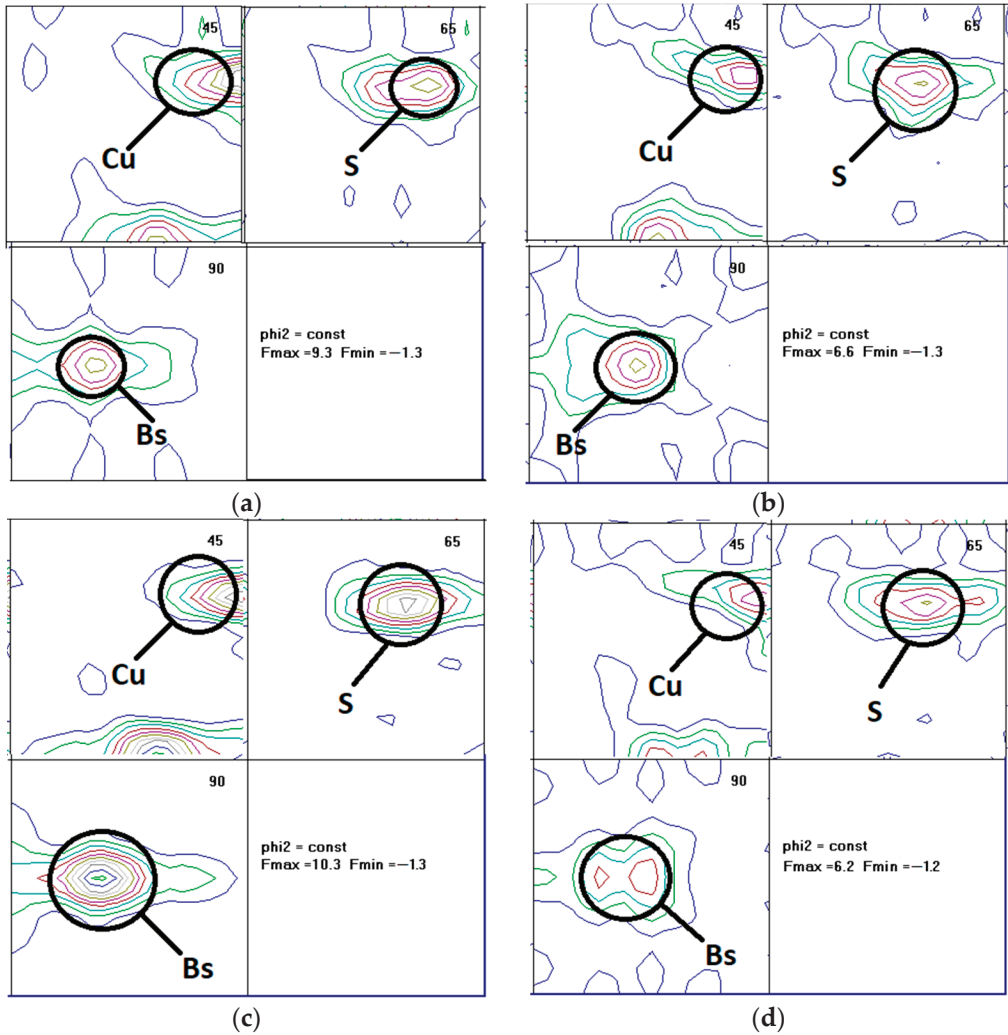 45
65
Cu
S
90
phi2 = const
Fmax =9.3 Fmin =−1.3
Bs
(a)
45
65
Cu
S
90
phi2 = const
Fmax =6.6 Fmin =−1.3
Bs
(b)
45
65
Cu
S
90
phi2 = const
Fmax =10.3 Fmin =−1.3
Bs
(c)
45
65
Cu
S
90
phi2 = const
Fmax =6.2 Fmin =−1.2
Bs
(d)